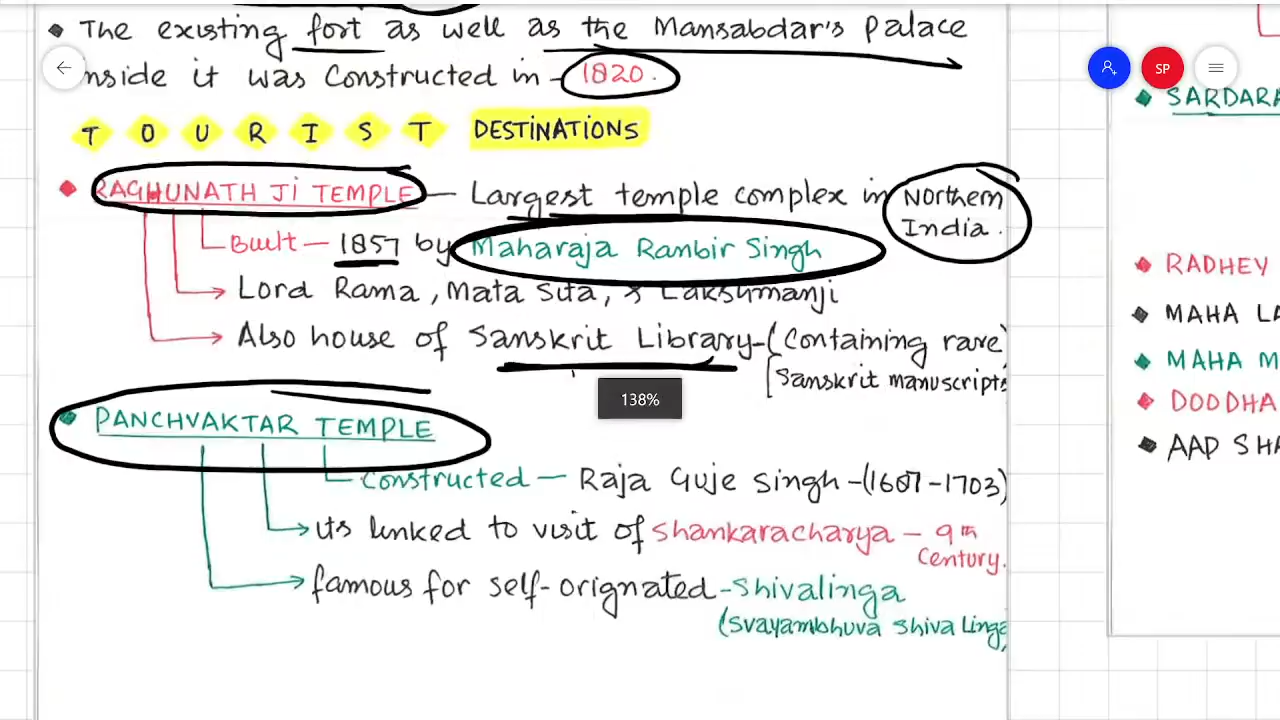 The existing fort as well as the Mansabdar's Palace
inside it was Constructed in - 1820.
TOURIST DESTINATIONS
RAGHUNATH Ji TEMPLE — Largest temple complex in Northern
India.
Built — 1857 by Maharaja Ranbir Singh
Lord Rama, Mata Sita, & Lakshmanji
Also house of Sanskrit Library - (Containing rare
Sanskrit manuscripts
138%
PANCHVAKTAR TEMPLE
Constructed — Raja Guje Singh - (1607 - 1703)
its linked to visit of Shankaracharya — 9th
Century.
famous for self-orignated - Shivalinga
(Svayambhuva Shiva Linga)
SP
SARDARA
RADHEY
MAHA LA
MAHA M
DOODHA
AAP SHA